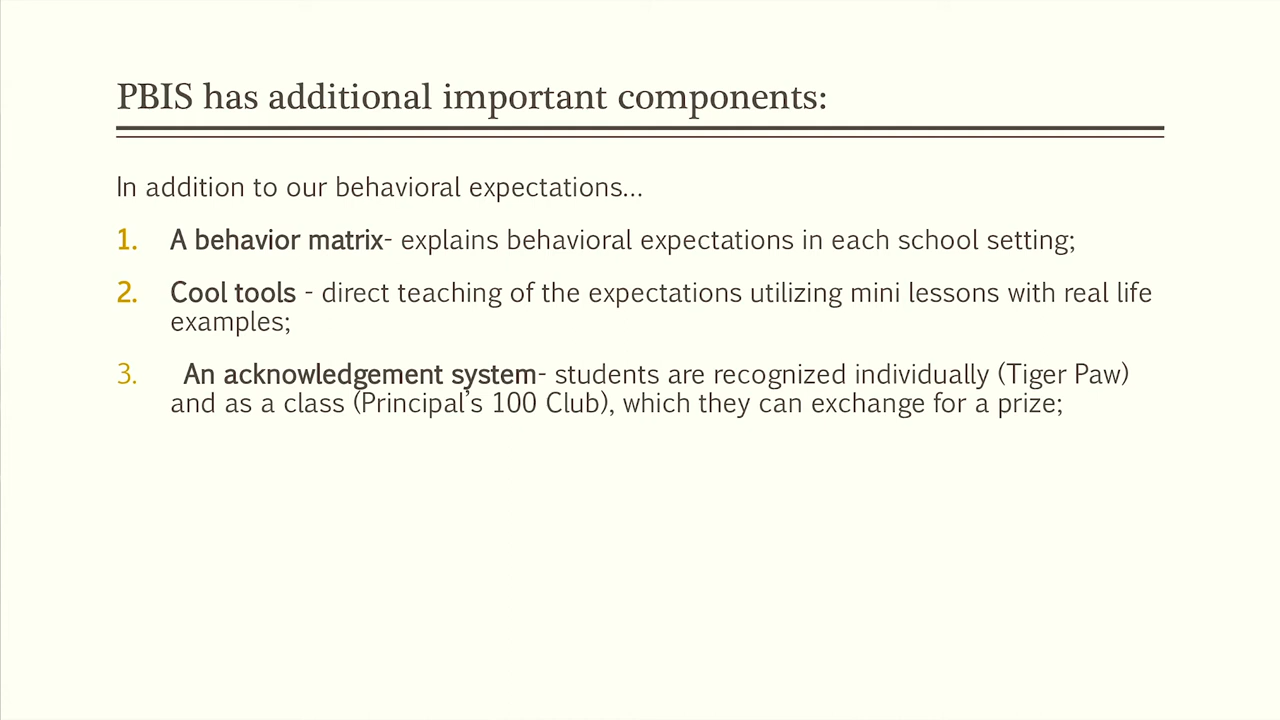 PBIS has additional important components:
In addition to our behavioral expectations...
1. A behavior matrix- explains behavioral expectations in each school setting;
2. Cool tools - direct teaching of the expectations utilizing mini lessons with real life
examples;
3. An acknowledgement system- students are recognized individually (Tiger Paw)
and as a class (Principal's 100 Club), which they can exchange for a prize;